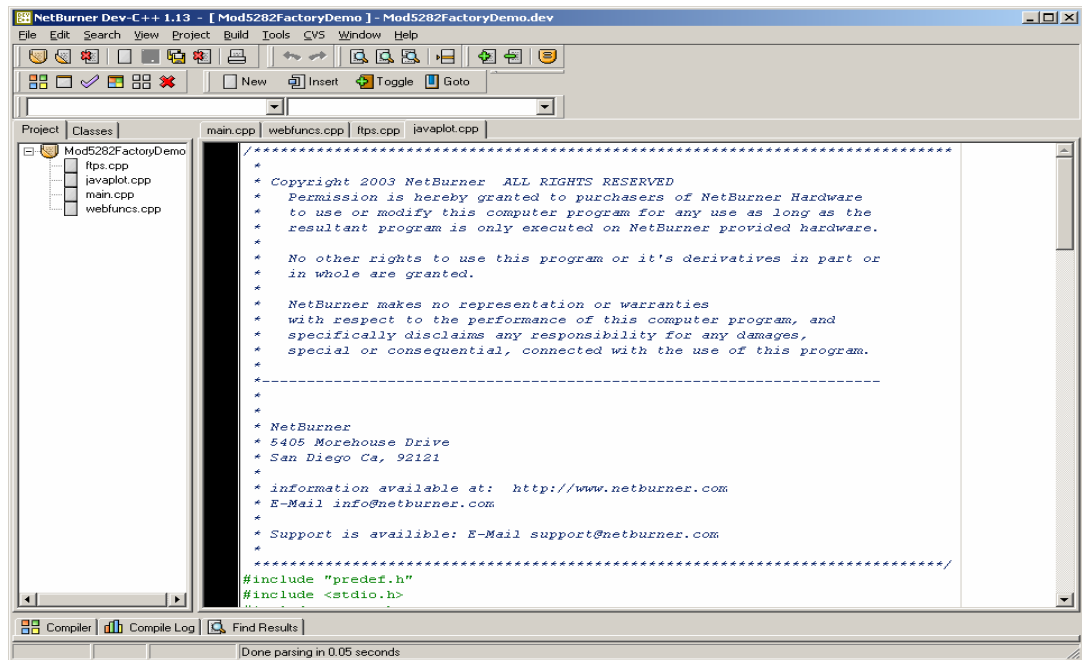 NetBurner Dev-C++ 1.13 - [ Mod5282FactoryDemo ] - Mod5282FactoryDemo.dev
File Edit Search View Project Build Tools CVS Window Help
New Insert Toggle Goto
Project Classes
main.cpp webfuncs.cpp ftps.cpp javaplot.cpp
Mod5282FactoryDemo
ftps.cpp
javaplot.cpp
main.cpp
webfuncs.cpp
/******************************************************************************
*
* Copyright 2003 NetBurner ALL RIGHTS RESERVED
* Permission is hereby granted to purchasers of NetBurner Hardware
* to use or modify this computer program for any use as long as the
* resultant program is only executed on NetBurner provided hardware.
*
* No other rights to use this program or it's derivatives in part or
* in whole are granted.
*
* NetBurner makes no representation or warranties
* with respect to the performance of this computer program, and
* specifically disclaims any responsibility for any damages,
* special or consequential, connected with the use of this program.
*
*---------------------------------------------------------------------
*
*
* NetBurner
* 5405 Morehouse Drive
* San Diego Ca, 92121
*
* information available at: http://www.netburner.com
* E-Mail info@netburner.com
*
* Support is availible: E-Mail support@netburner.com
*
*****************************************************************************/
#include "predef.h"
#include <stdio.h>
Compiler Compile Log Find Results
Done parsing in 0.05 seconds